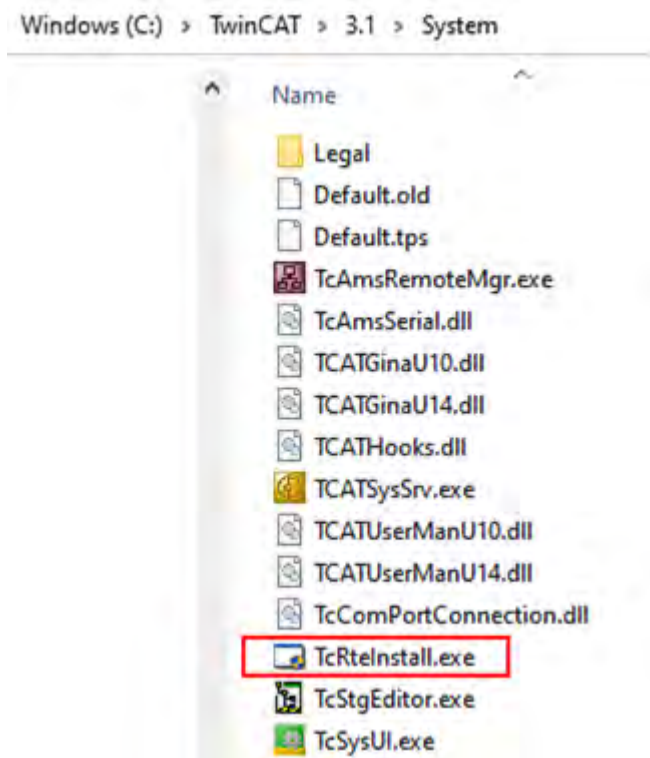 Windows (C:) > TwinCAT > 3.1 > System
Name
Legal
Default.old
Default.tps
TcAmsRemoteMgr.exe
TcAmsSerial.dll
TCATGinaU10.dll
TCATGinaU14.dll
TCATHooks.dll
TCATSysSrv.exe
TCATUserManU10.dll
TCATUserManU14.dll
TcComPortConnection.dll
TcRteInstall.exe
TcStgEditor.exe
TcSysUI.exe